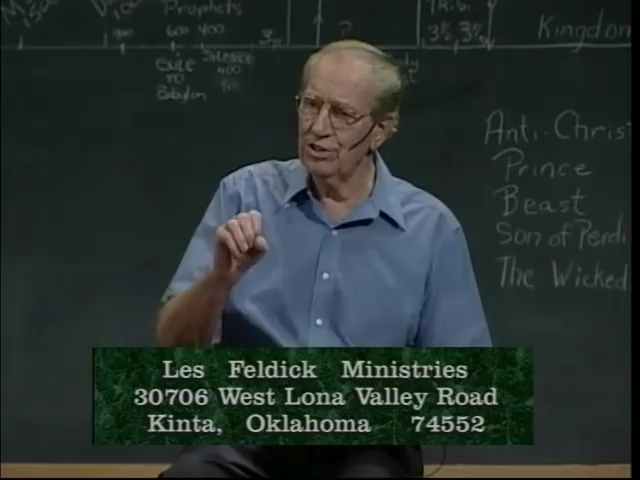 Prophets
600 400
TRIB.
3½ 3½
Kingdom
Exile
TO
Babylon
Silence
400
Anti-Christ
Prince
Beast
Son of Perdi
The Wicked
Les Feldick Ministries
30706 West Lona Valley Road
Kinta, Oklahoma 74552